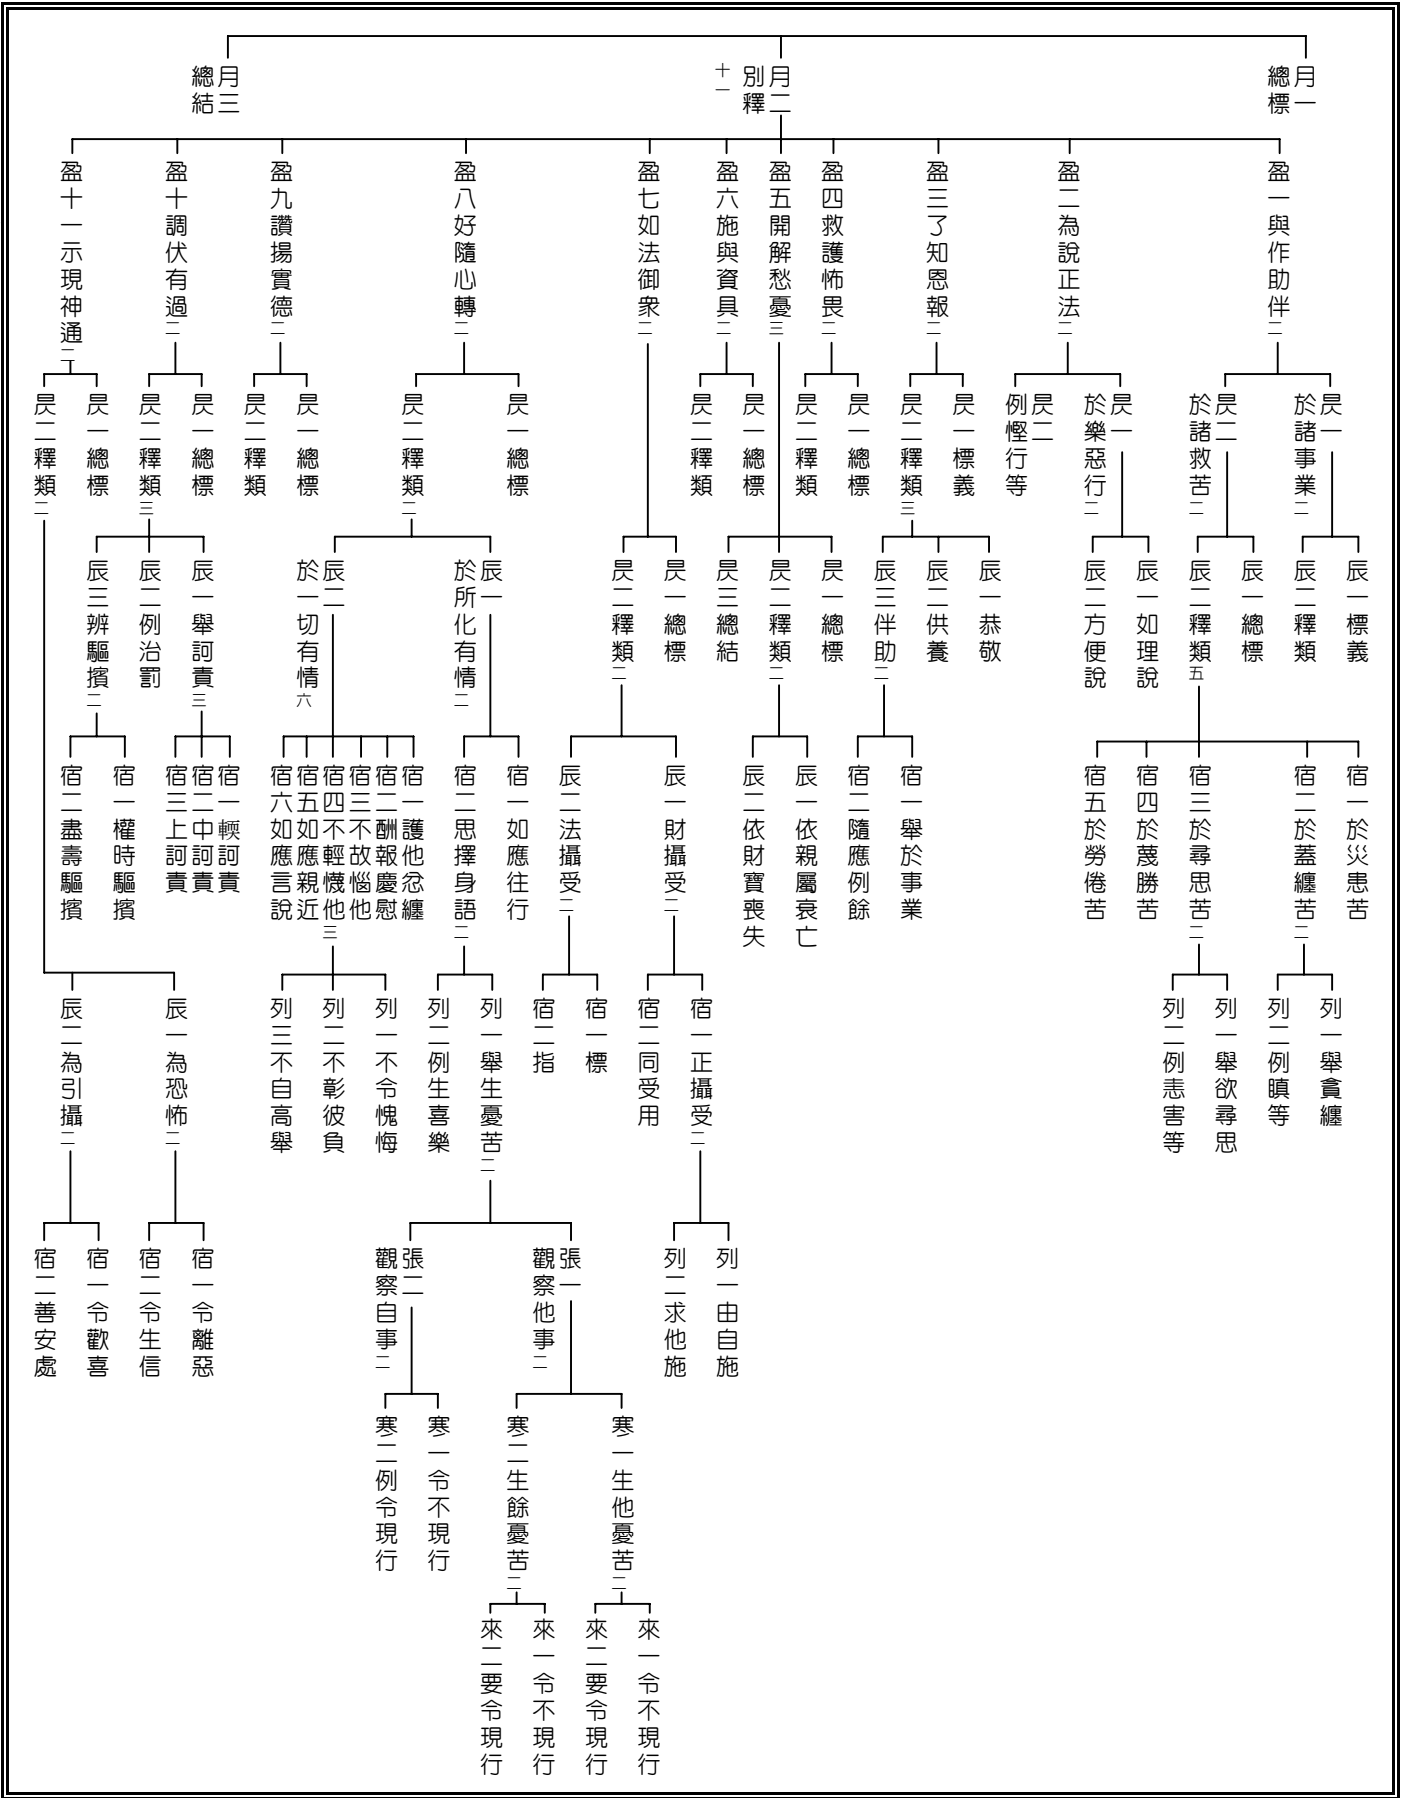 月一
總標
月二
別釋
十一
月三
總結
盈一與作助伴二
盈二為說正法二
盈三了知恩報二
盈四救護怖畏二
盈五開解愁憂三
盈六施與資具二
盈七如法御眾二
盈八好隨心轉二
盈九讚揚實德二
盈十調伏有過二
盈十一示現神通二
昃一
於諸事業二
昃二
於諸救苦二
昃一
於樂惡行二
昃二
例慳行等
昃一標義
昃二釋類三
昃一總標
昃二釋類
昃一總標
昃二釋類
昃一總標
昃二釋類二
昃一總標
昃二釋類
昃一總標
昃二釋類三
昃一總標
昃二釋類二
辰一標義
辰二釋類
辰一總標
辰二釋類五
辰一如理說
辰二方便說
辰一恭敬
辰二供養
辰三伴助二
昃一總標
昃二釋類二
昃三總結
昃一總標
昃二釋類二
辰一
於所化有情二
辰二
於一切有情六
辰一舉訶責三
辰二例治罰
辰三辨驅擯二
宿一於災患苦
宿二於蓋纏苦二
宿三於尋思苦二
宿四於蔑勝苦
宿五於勞倦苦
宿一舉於事業
宿二隨應例餘
辰一依親屬衰亡
辰二依財寶喪失
辰一財攝受二
辰二法攝受二
宿一如應往行
宿二思擇身語二
宿一護他忿纏
宿二酬報慶慰
宿三不故惱他
宿四不輕懱他三
宿五如應親近
宿六如應言說
宿一輭訶責
宿二中訶責
宿三上訶責
宿一權時驅擯
宿二盡壽驅擯
列一舉貪纏
列二例瞋等
列一舉欲尋思
列二例恚害等
宿一正攝受二
宿二同受用
宿一標
宿二指
列一舉生憂苦二
列二例生喜樂
列一不令愧悔
列二不彰彼負
列三不自高舉
辰一為恐怖二
辰二為引攝二
列一由自施
列二求他施
張一
觀察他事二
張二
觀察自事二
宿一令離惡
宿二令生信
宿一令歡喜
宿二善安處
寒一生他憂苦二
寒二生餘憂苦二
寒一令不現行
寒二例令現行
來一令不現行
來二要令現行
來一令不現行
來二要令現行